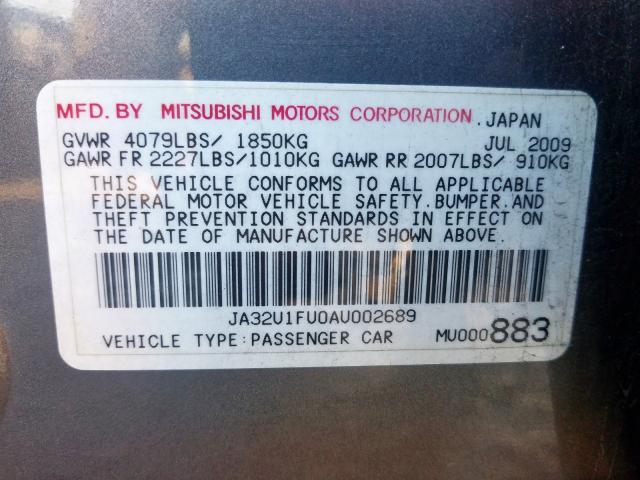 MFD. BY MITSUBISHI MOTORS CORPORATION.JAPAN
GVWR 4079LBS/ 1850KG JUL 2009
GAWR FR 2227LBS/1010KG GAWR RR 2007LBS/ 910KG
THIS VEHICLE CONFORMS TO ALL APPLICABLE
FEDERAL MOTOR VEHICLE SAFETY.BUMPER.AND
THEFT PREVENTION STANDARDS IN EFFECT ON
THE DATE OF MANUFACTURE SHOWN ABOVE.
JA32U1FU0AU002689
VEHICLE TYPE:PASSENGER CAR MU000883